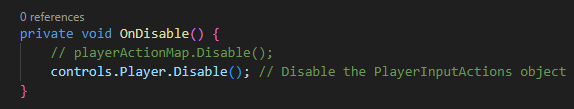 0 references
private void OnDisable() {
// playerActionMap.Disable();
controls.Player.Disable(); // Disable the PlayerInputActions object
}